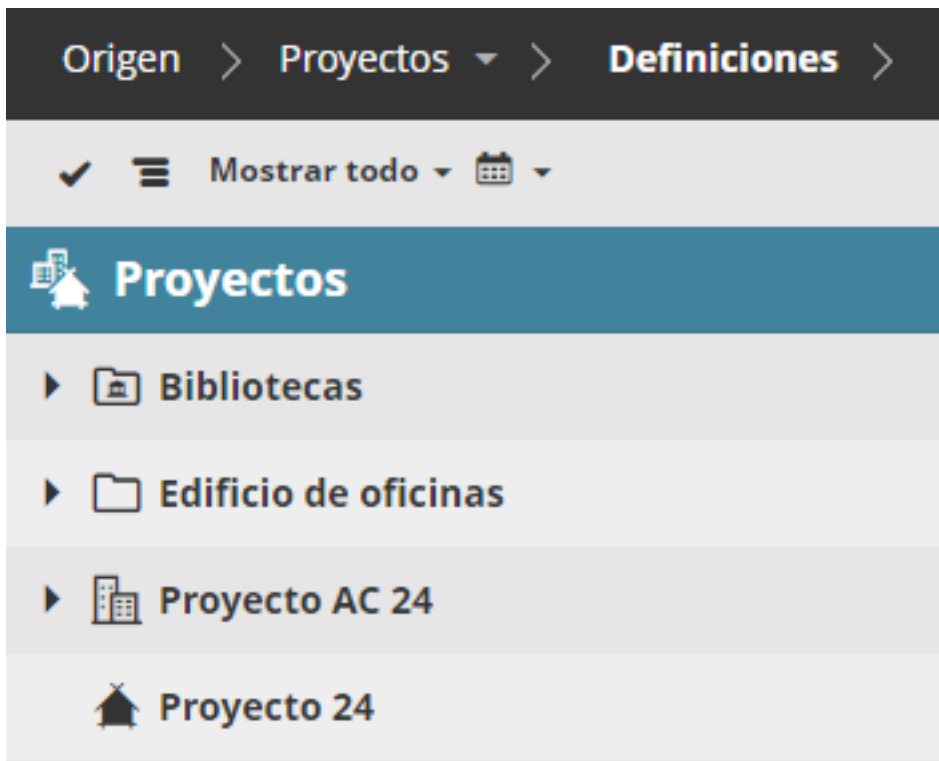 Origen > Proyectos > Definiciones >
Mostrar todo
Proyectos
Bibliotecas
Edificio de oficinas
Proyecto AC 24
Proyecto 24